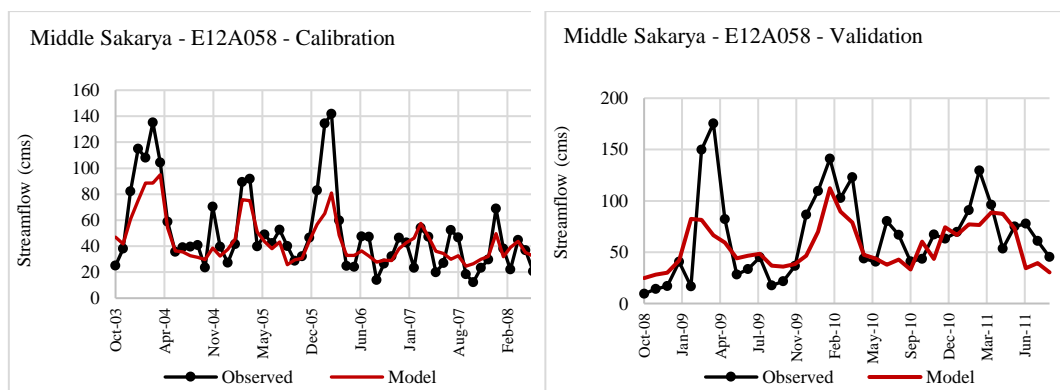 Middle Sakarya - E12A058 - Calibration
Streamflow (cms)
160
140
120
100
80
60
40
20
0
Oct-03
Apr-04
Nov-04
May-05
Dec-05
Jun-06
Jan-07
Aug-07
Feb-08
Observed
Model
Middle Sakarya - E12A058 - Validation
Streamflow (cms)
200
150
100
50
0
Oct-08
Jan-09
Apr-09
Jul-09
Nov-09
Feb-10
May-10
Sep-10
Dec-10
Mar-11
Jun-11
Observed
Model